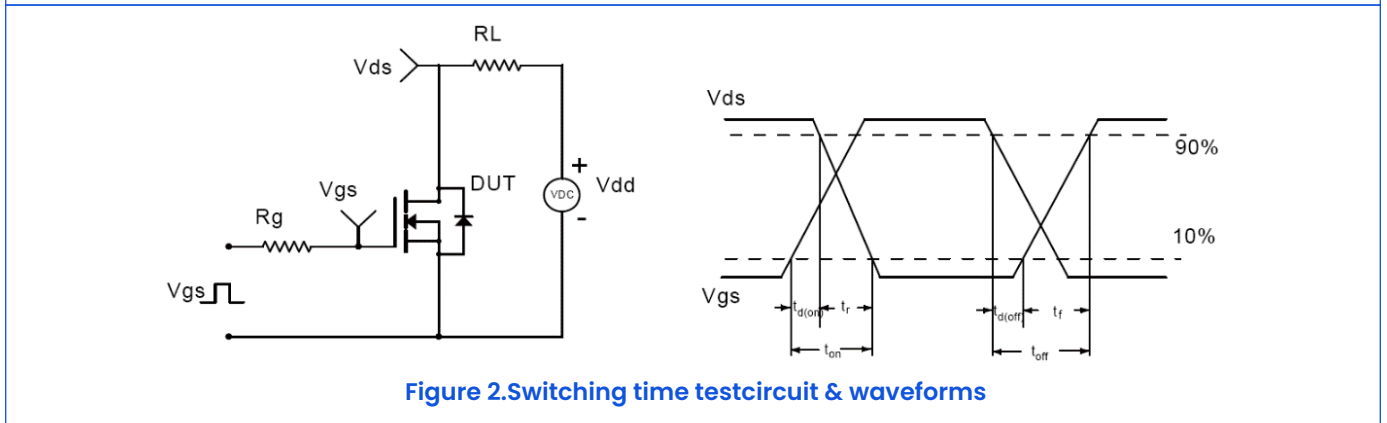 RL
Vds
Vgs
DUT
VDC
+
Vdd
-
Rg
Vgs
Vds
90%
10%
Vgs
td(on)
tr
td(off)
tf
ton
toff
Figure 2.Switching time testcircuit & waveforms